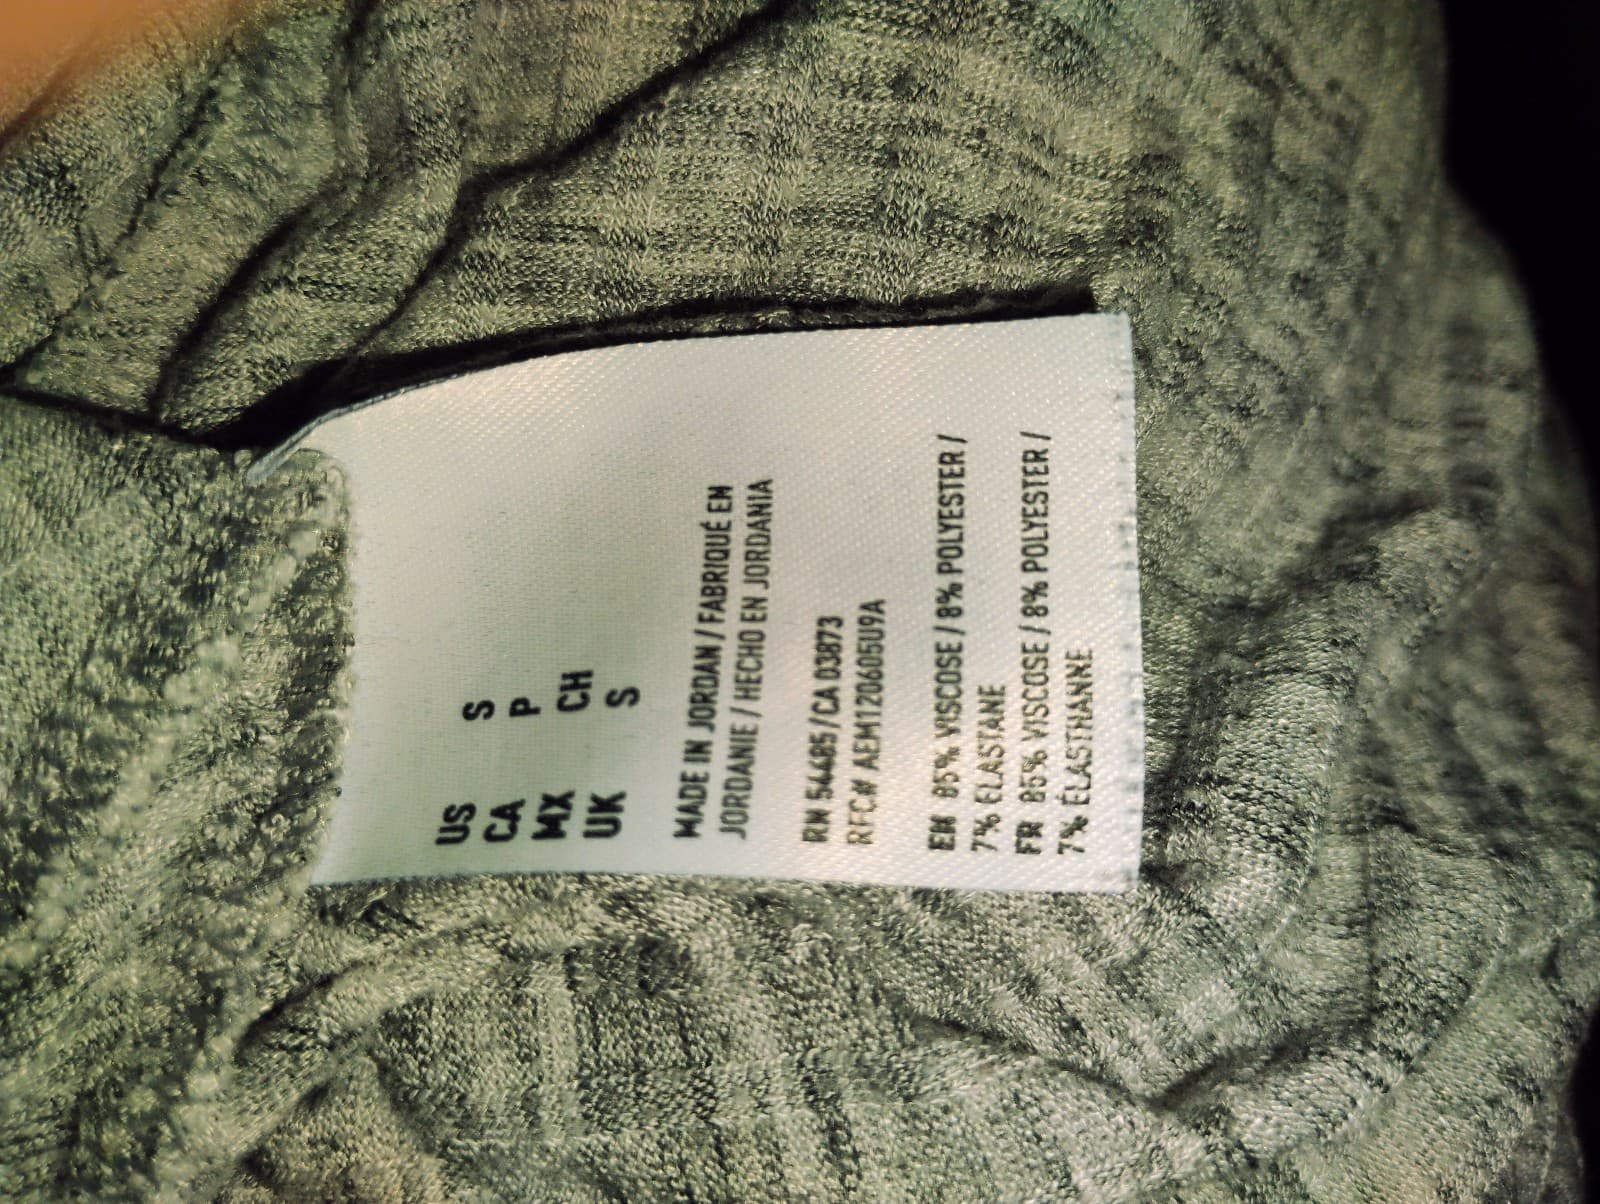 US S
CA P
MX CH
UK S
MADE IN JORDAN / FABRIQUÉ EN
JORDANIE / HECHO EN JORDANIA
RN 54485 / CA 03873
RFC# AEM1206605U9A
EN 85% VISCOSE / 8% POLYESTER /
7% ELASTANE
FR 85% VISCOSE / 8% POLYESTER /
7% ÉLASTHANNE